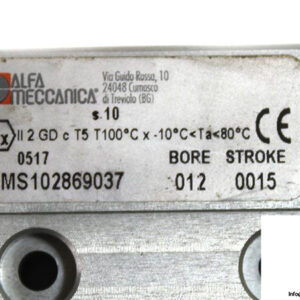 ALFA
MECCANICA®
Via Guido Rossa, 10
24048 Curnasco
di Treviolo (BG)
s.10
II 2 GD c T5 T100°C x -10°C<Ta<80°C CE
0517 BORE STROKE
MS102869037 012 0015